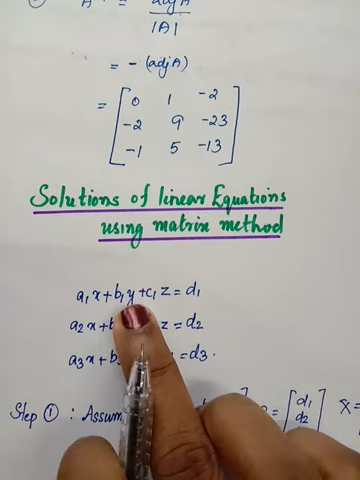 A = adj A
|A|
= - (adj A)
= [ 0 1 -2
-2 9 -23
-1 5 -13 ]
Solutions of linear Equations
using matrix method
a₁x + b₁y + c₁z = d₁
a₂x + z = d₂
a₃x + = d₃.
Step ① : Assum = [ d₁ X =
d₂